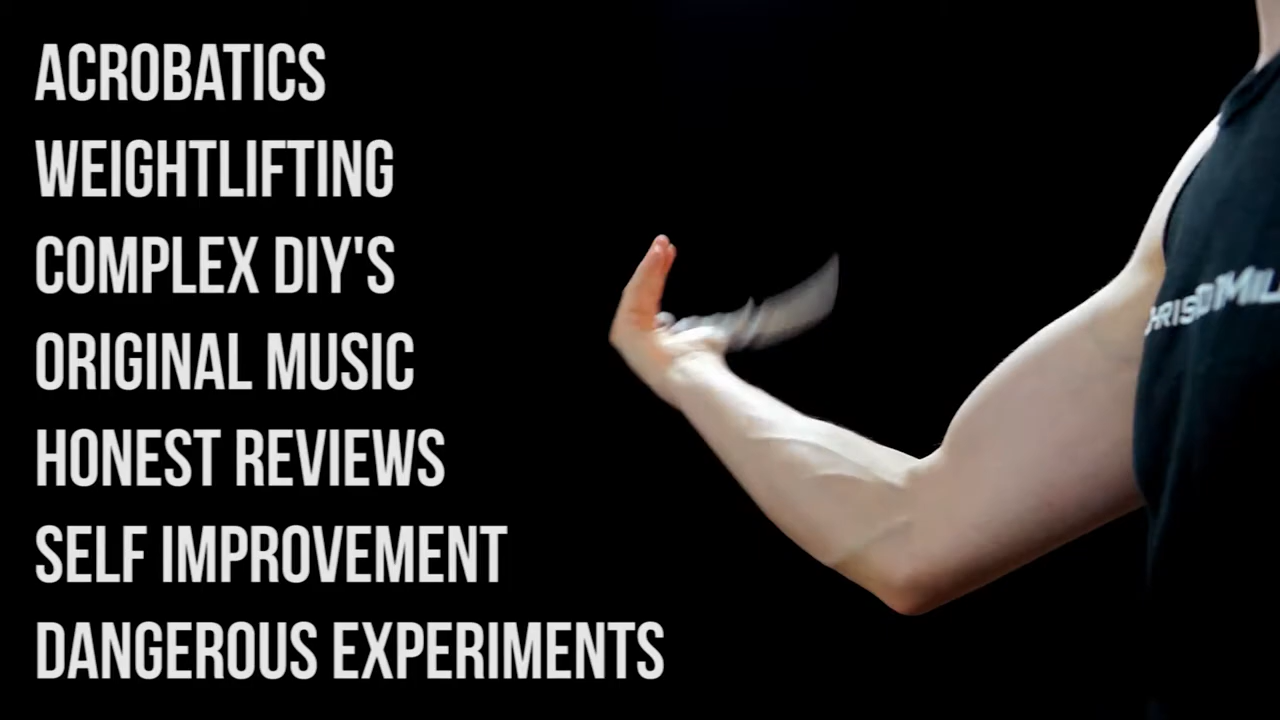 ACROBATICS
WEIGHTLIFTING
COMPLEX DIY'S
ORIGINAL MUSIC
HONEST REVIEWS
SELF IMPROVEMENT
DANGEROUS EXPERIMENTS